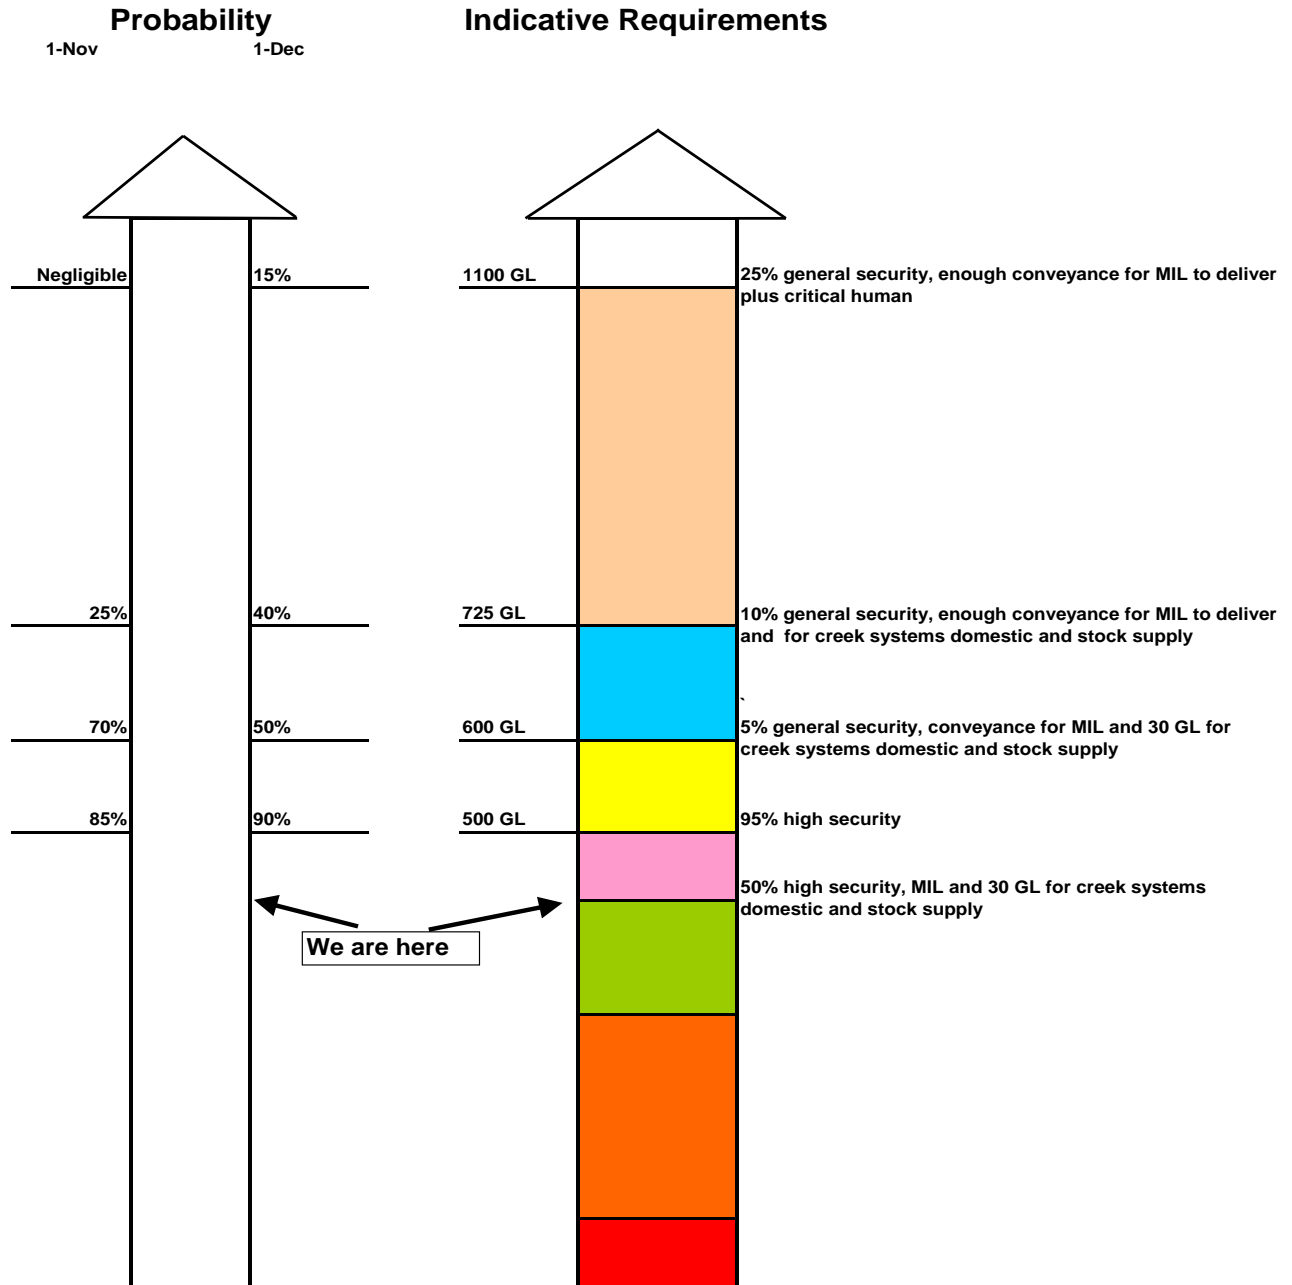 Probability
Indicative Requirements
1-Nov
1-Dec
Negligible
15%
1100 GL
25% general security, enough conveyance for MIL to deliver
plus critical human
25%
40%
725 GL
10% general security, enough conveyance for MIL to deliver
and  for creek systems domestic and stock supply
`
70%
50%
600 GL
5% general security, conveyance for MIL and 30 GL for
creek systems domestic and stock supply
85%
90%
500 GL
95% high security
50% high security, MIL and 30 GL for creek systems
domestic and stock supply
We are here